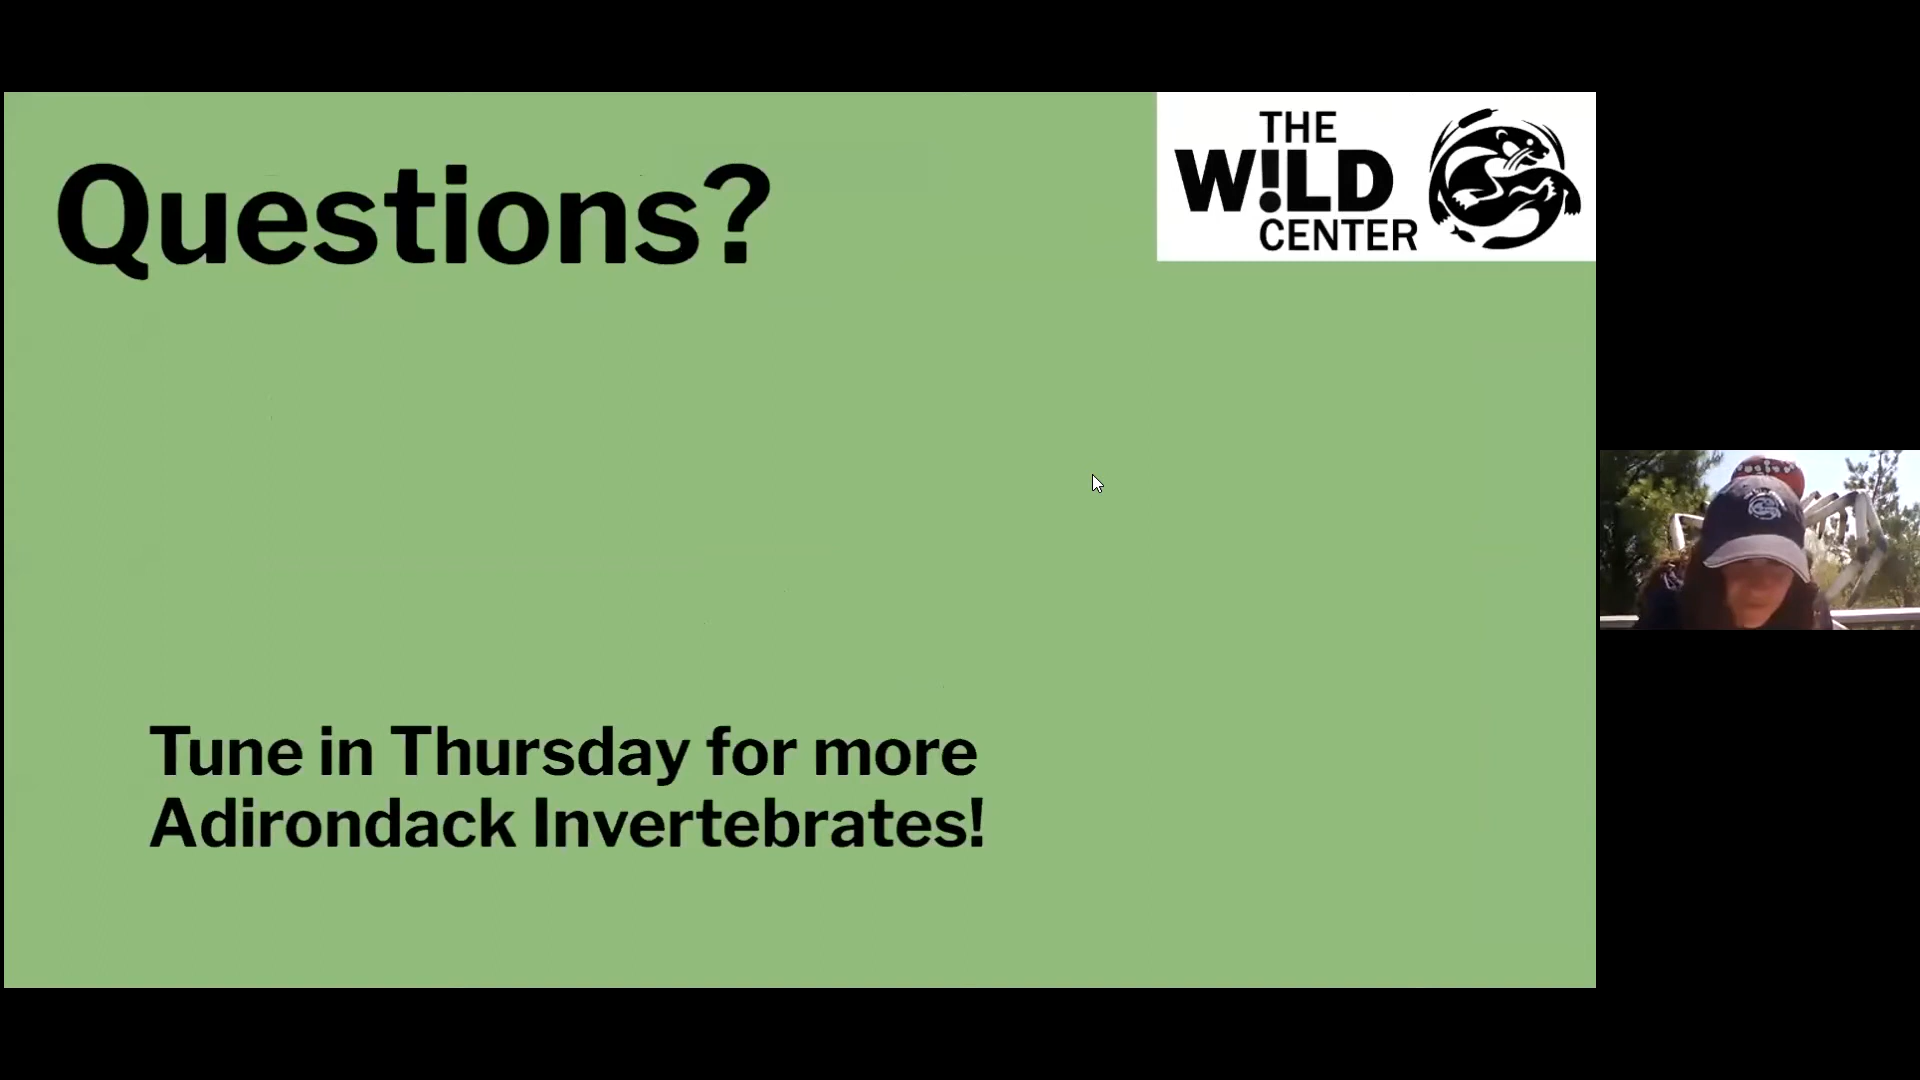 Questions?
THE
W!LD
CENTER
Tune in Thursday for more
Adirondack Invertebrates!